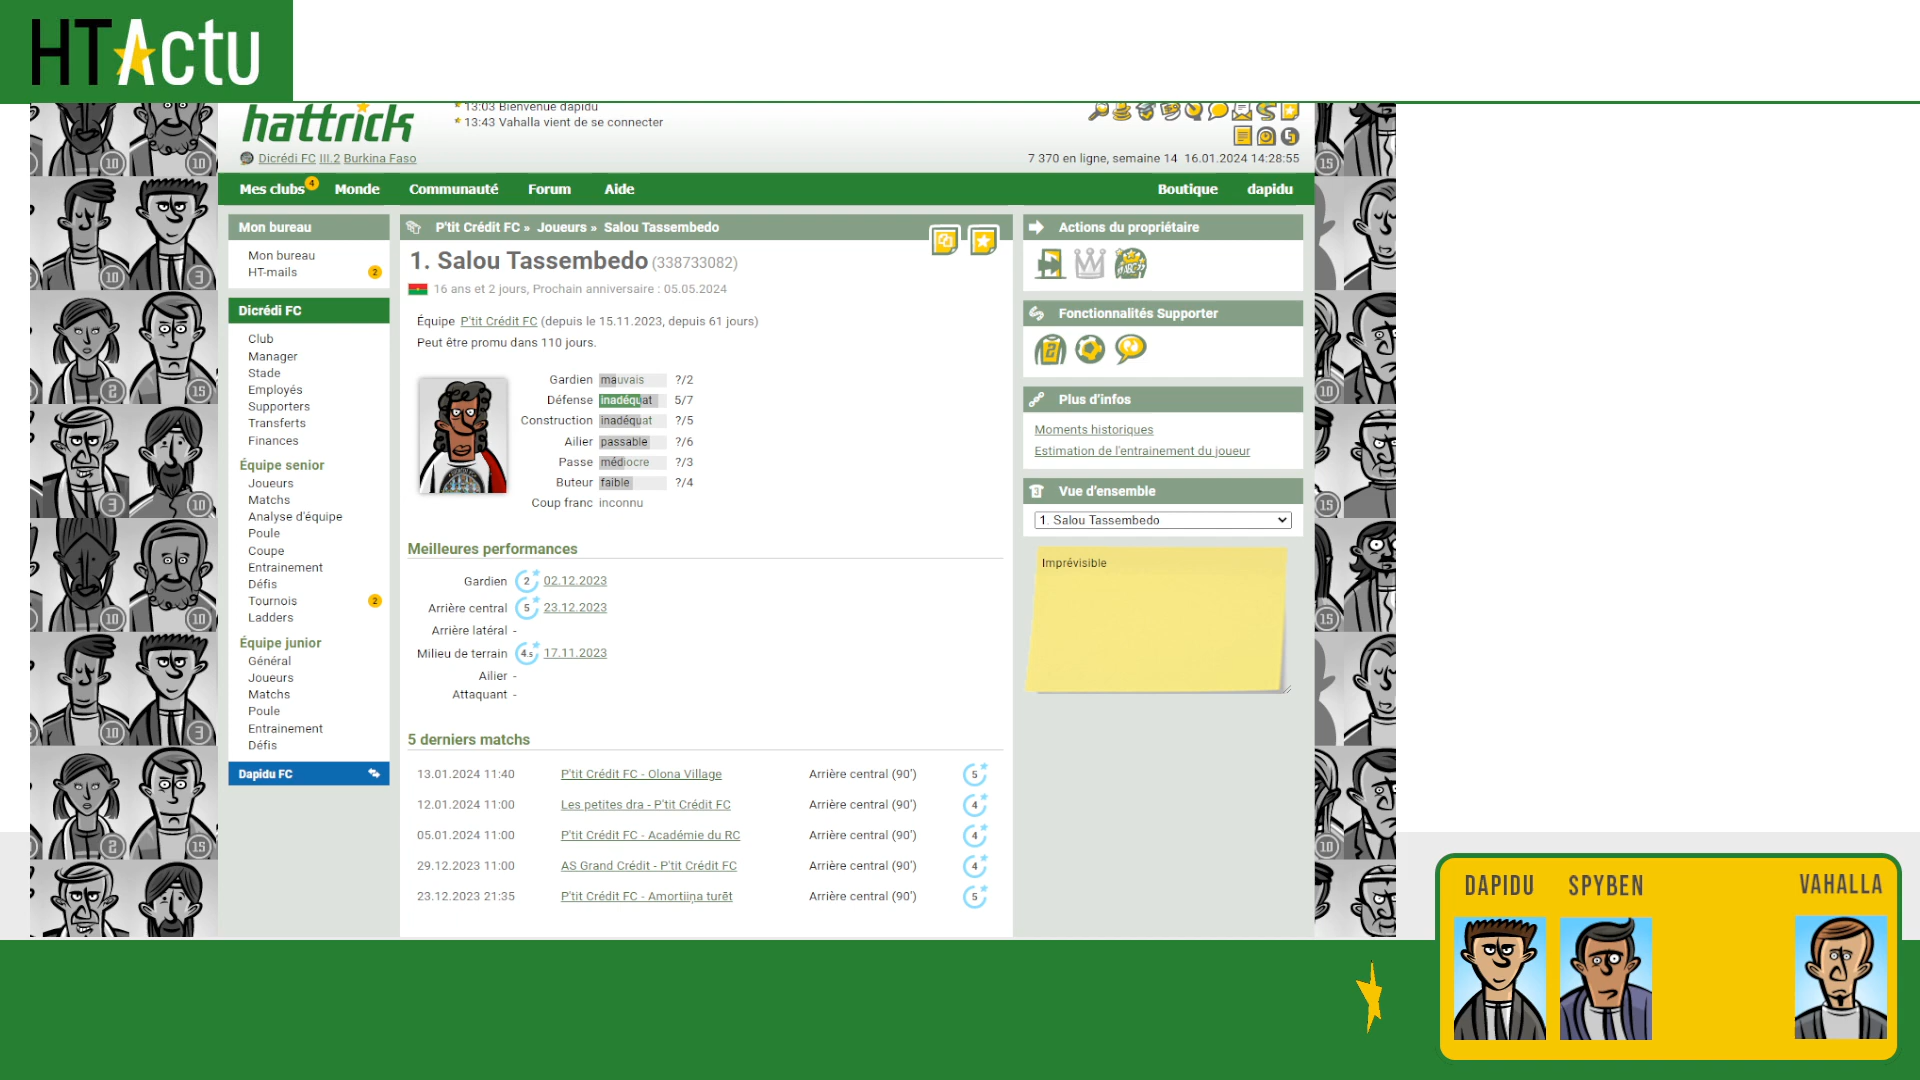 HTActu
hattrick
13:03 Bienvenue dapidu
13:43 Vahalla vient de se connecter
Dicrédi FC III.2 Burkina Faso
7 370 en ligne, semaine 14 16.01.2024 14:28:55
Mes clubs 4 Monde Communauté Forum Aide Boutique dapidu
Mon bureau
Mon bureau
HT-mails 2
Dicrédi FC
Club
Manager
Stade
Employés
Supporters
Transferts
Finances
Équipe senior
Joueurs
Matchs
Analyse d'équipe
Poule
Coupe
Entrainement
Défis
Tournois 2
Ladders
Équipe junior
Général
Joueurs
Matchs
Poule
Entrainement
Défis
Dapidu FC
P'tit Crédit FC » Joueurs » Salou Tassembedo
1. Salou Tassembedo (338733082)
16 ans et 2 jours, Prochain anniversaire : 05.05.2024
Équipe P'tit Crédit FC (depuis le 15.11.2023, depuis 61 jours)
Peut être promu dans 110 jours.
Gardien mauvais ?/2
Défense inadéquat 5/7
Construction inadéquat ?/5
Ailier passable ?/6
Passe médiocre ?/3
Buteur faible ?/4
Coup franc inconnu
Meilleures performances
Gardien 2 02.12.2023
Arrière central 5 23.12.2023
Arrière latéral -
Milieu de terrain 4.5 17.11.2023
Ailier -
Attaquant -
5 derniers matchs
13.01.2024 11:40 P'tit Crédit FC - Olona Village Arrière central (90') 5
12.01.2024 11:00 Les petites dra - P'tit Crédit FC Arrière central (90') 4
05.01.2024 11:00 P'tit Crédit FC - Académie du RC Arrière central (90') 4
29.12.2023 11:00 AS Grand Crédit - P'tit Crédit FC Arrière central (90') 4
23.12.2023 21:35 P'tit Crédit FC - Amortiiņa turēt Arrière central (90') 5
Actions du propriétaire
Fonctionnalités Supporter
Plus d'infos
Moments historiques
Estimation de l'entrainement du joueur
Vue d'ensemble
1. Salou Tassembedo
Imprévisible
DAPIDU SPYBEN VAHALLA